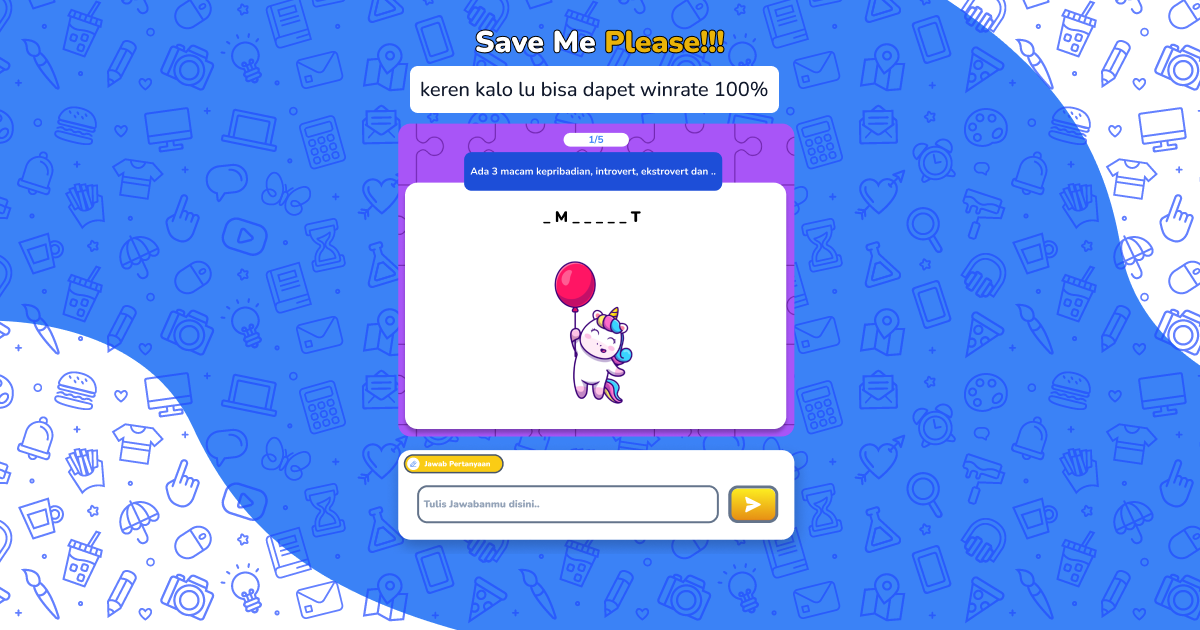 Save Me Please!!!
keren kalo lu bisa dapet winrate 100%
1/5
Ada 3 macam kepribadian, introvert, ekstrovert dan ..
_ M _ _ _ _ _ T
Jawab Pertanyaan
Tulis Jawabanmu disini..